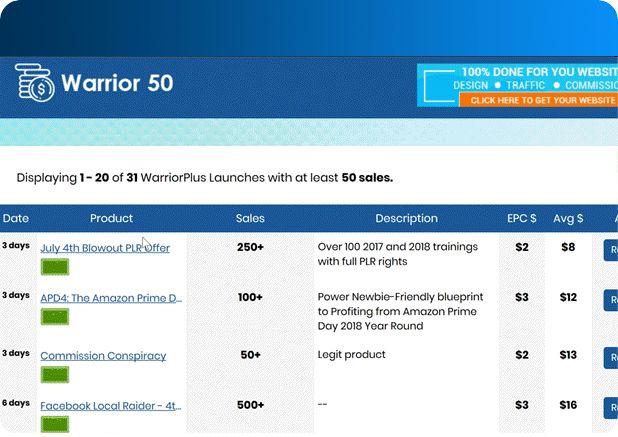 Warrior 50
100% DONE FOR YOU WEBSIT
DESIGN ● TRAFFIC ● COMMISSIO
CLICK HERE TO GET YOUR WEBSITE
Displaying 1 - 20 of 31 WarriorPlus Launches with at least 50 sales.
Date Product Sales Description EPC $ Avg $ A
3 days July 4th Blowout PLR Offer 250+ Over 100 2017 and 2018 trainings $2 $8 R
with full PLR rights
3 days APD4: The Amazon Prime D... 100+ Power Newbie-Friendly blueprint $3 $12 R
to Profiting from Amazon Prime
Day 2018 Year Round
3 days Commission Conspiracy 50+ Legit product $2 $13 R
6 days Facebook Local Raider - 4t... 500+ -- $3 $16 R